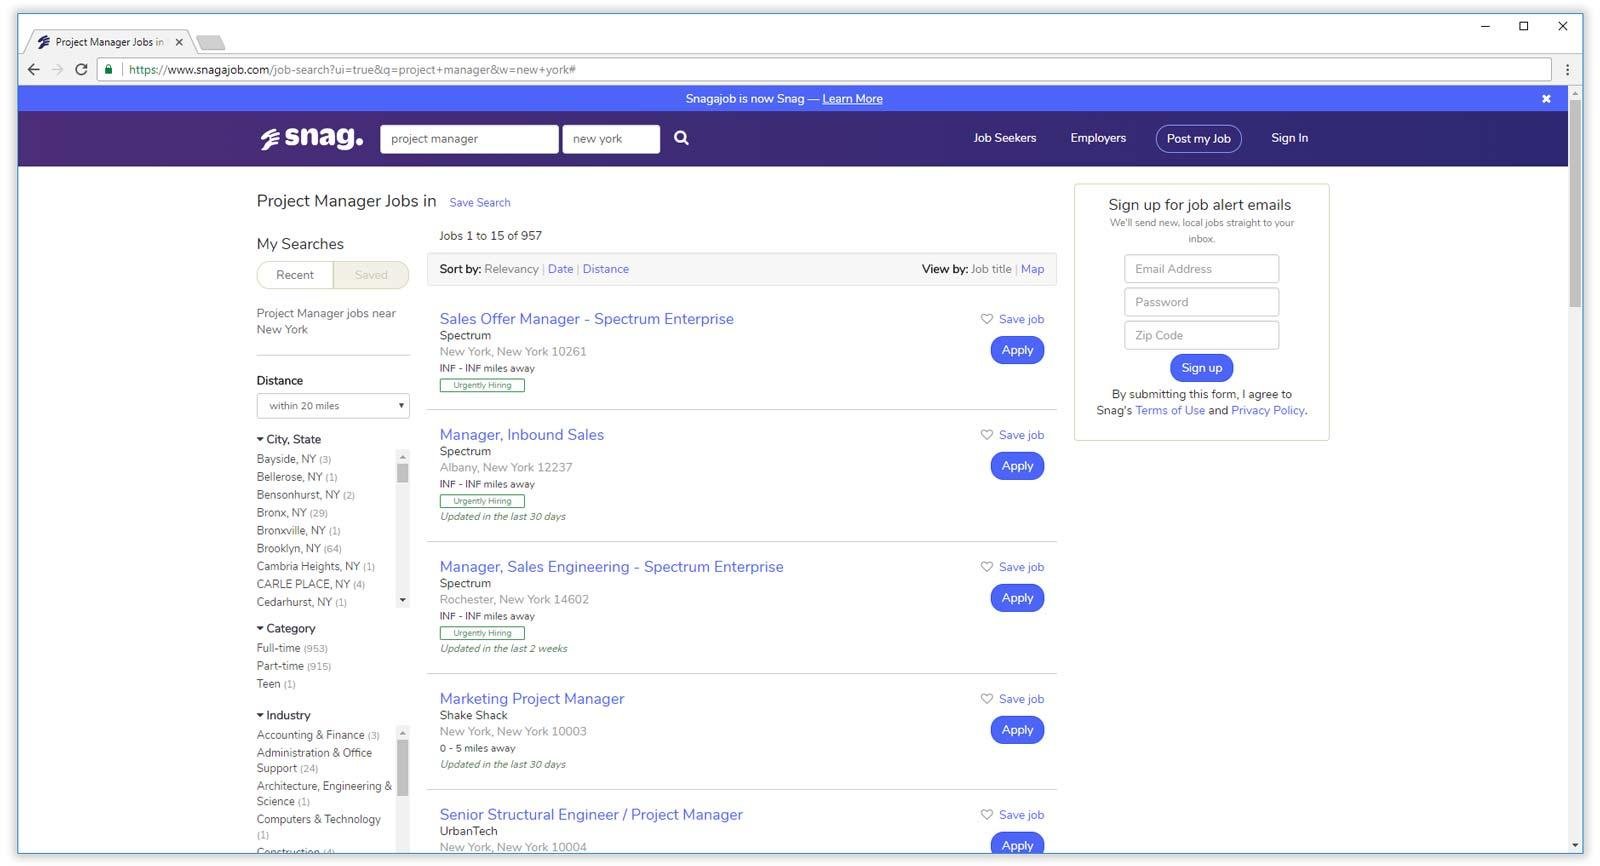 Project Manager Jobs in
https://www.snagajob.com/job-search?ui=true&q=project+manager&w=new+york#
Snagajob is now Snag — Learn More
snag.
project manager
new york
Job Seekers
Employers
Post my Job
Sign In
Project Manager Jobs in
Save Search
My Searches
Recent
Saved
Project Manager jobs near
New York
Distance
within 20 miles
City, State
Bayside, NY (3)
Bellerose, NY (1)
Bensonhurst, NY (2)
Bronx, NY (29)
Bronxville, NY (1)
Brooklyn, NY (64)
Cambria Heights, NY (1)
CARLE PLACE, NY (4)
Cedarhurst, NY (1)
Category
Full-time (953)
Part-time (915)
Teen (1)
Industry
Accounting & Finance (3)
Administration & Office
Support (24)
Architecture, Engineering &
Science (1)
Computers & Technology
(1)
Construction (4)
Jobs 1 to 15 of 957
Sort by: Relevancy | Date | Distance
View by: Job title | Map
Sales Offer Manager - Spectrum Enterprise
Spectrum
New York, New York 10261
INF - INF miles away
Urgently Hiring
Save job
Apply
Manager, Inbound Sales
Spectrum
Albany, New York 12237
INF - INF miles away
Urgently Hiring
Updated in the last 30 days
Save job
Apply
Manager, Sales Engineering - Spectrum Enterprise
Spectrum
Rochester, New York 14602
INF - INF miles away
Urgently Hiring
Updated in the last 2 weeks
Save job
Apply
Marketing Project Manager
Shake Shack
New York, New York 10003
0 - 5 miles away
Updated in the last 30 days
Save job
Apply
Senior Structural Engineer / Project Manager
UrbanTech
New York, New York 10004
Save job
Apply
Sign up for job alert emails
We'll send new, local jobs straight to your
inbox.
Email Address
Password
Zip Code
Sign up
By submitting this form, I agree to
Snag's Terms of Use and Privacy Policy.